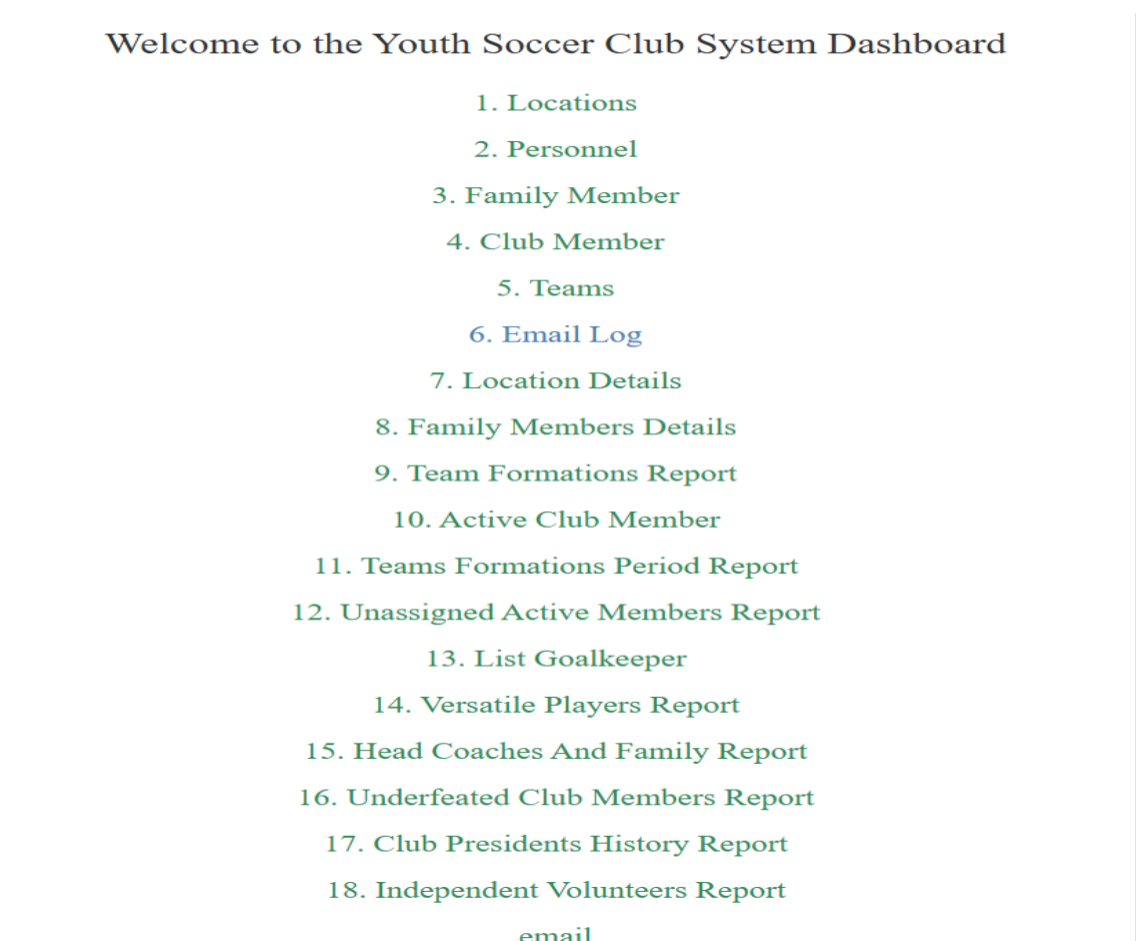 Welcome to the Youth Soccer Club System Dashboard
1. Locations
2. Personnel
3. Family Member
4. Club Member
5. Teams
6. Email Log
7. Location Details
8. Family Members Details
9. Team Formations Report
10. Active Club Member
11. Teams Formations Period Report
12. Unassigned Active Members Report
13. List Goalkeeper
14. Versatile Players Report
15. Head Coaches And Family Report
16. Underfeated Club Members Report
17. Club Presidents History Report
18. Independent Volunteers Report
email